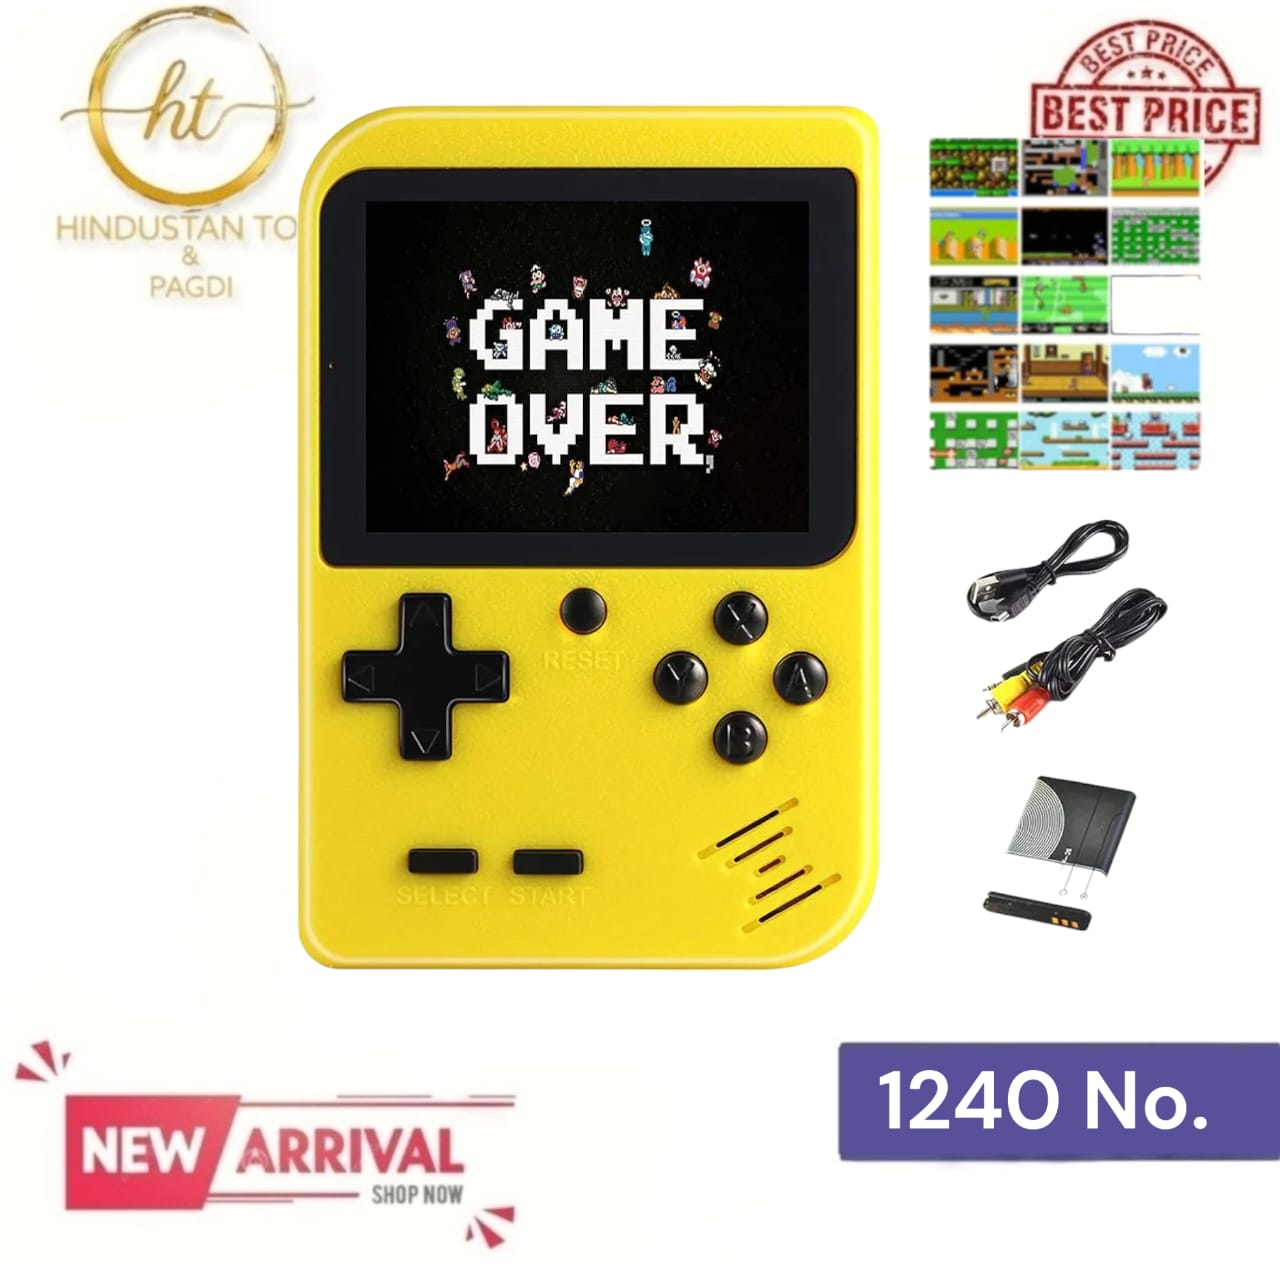 ht
HINDUSTAN TO
&
PAGDI
BEST PRICE
BEST PRICE
GAME
OVER
RESET
X
Y
A
B
SELECT START
NEW ARRIVAL
SHOP NOW
1240 No.